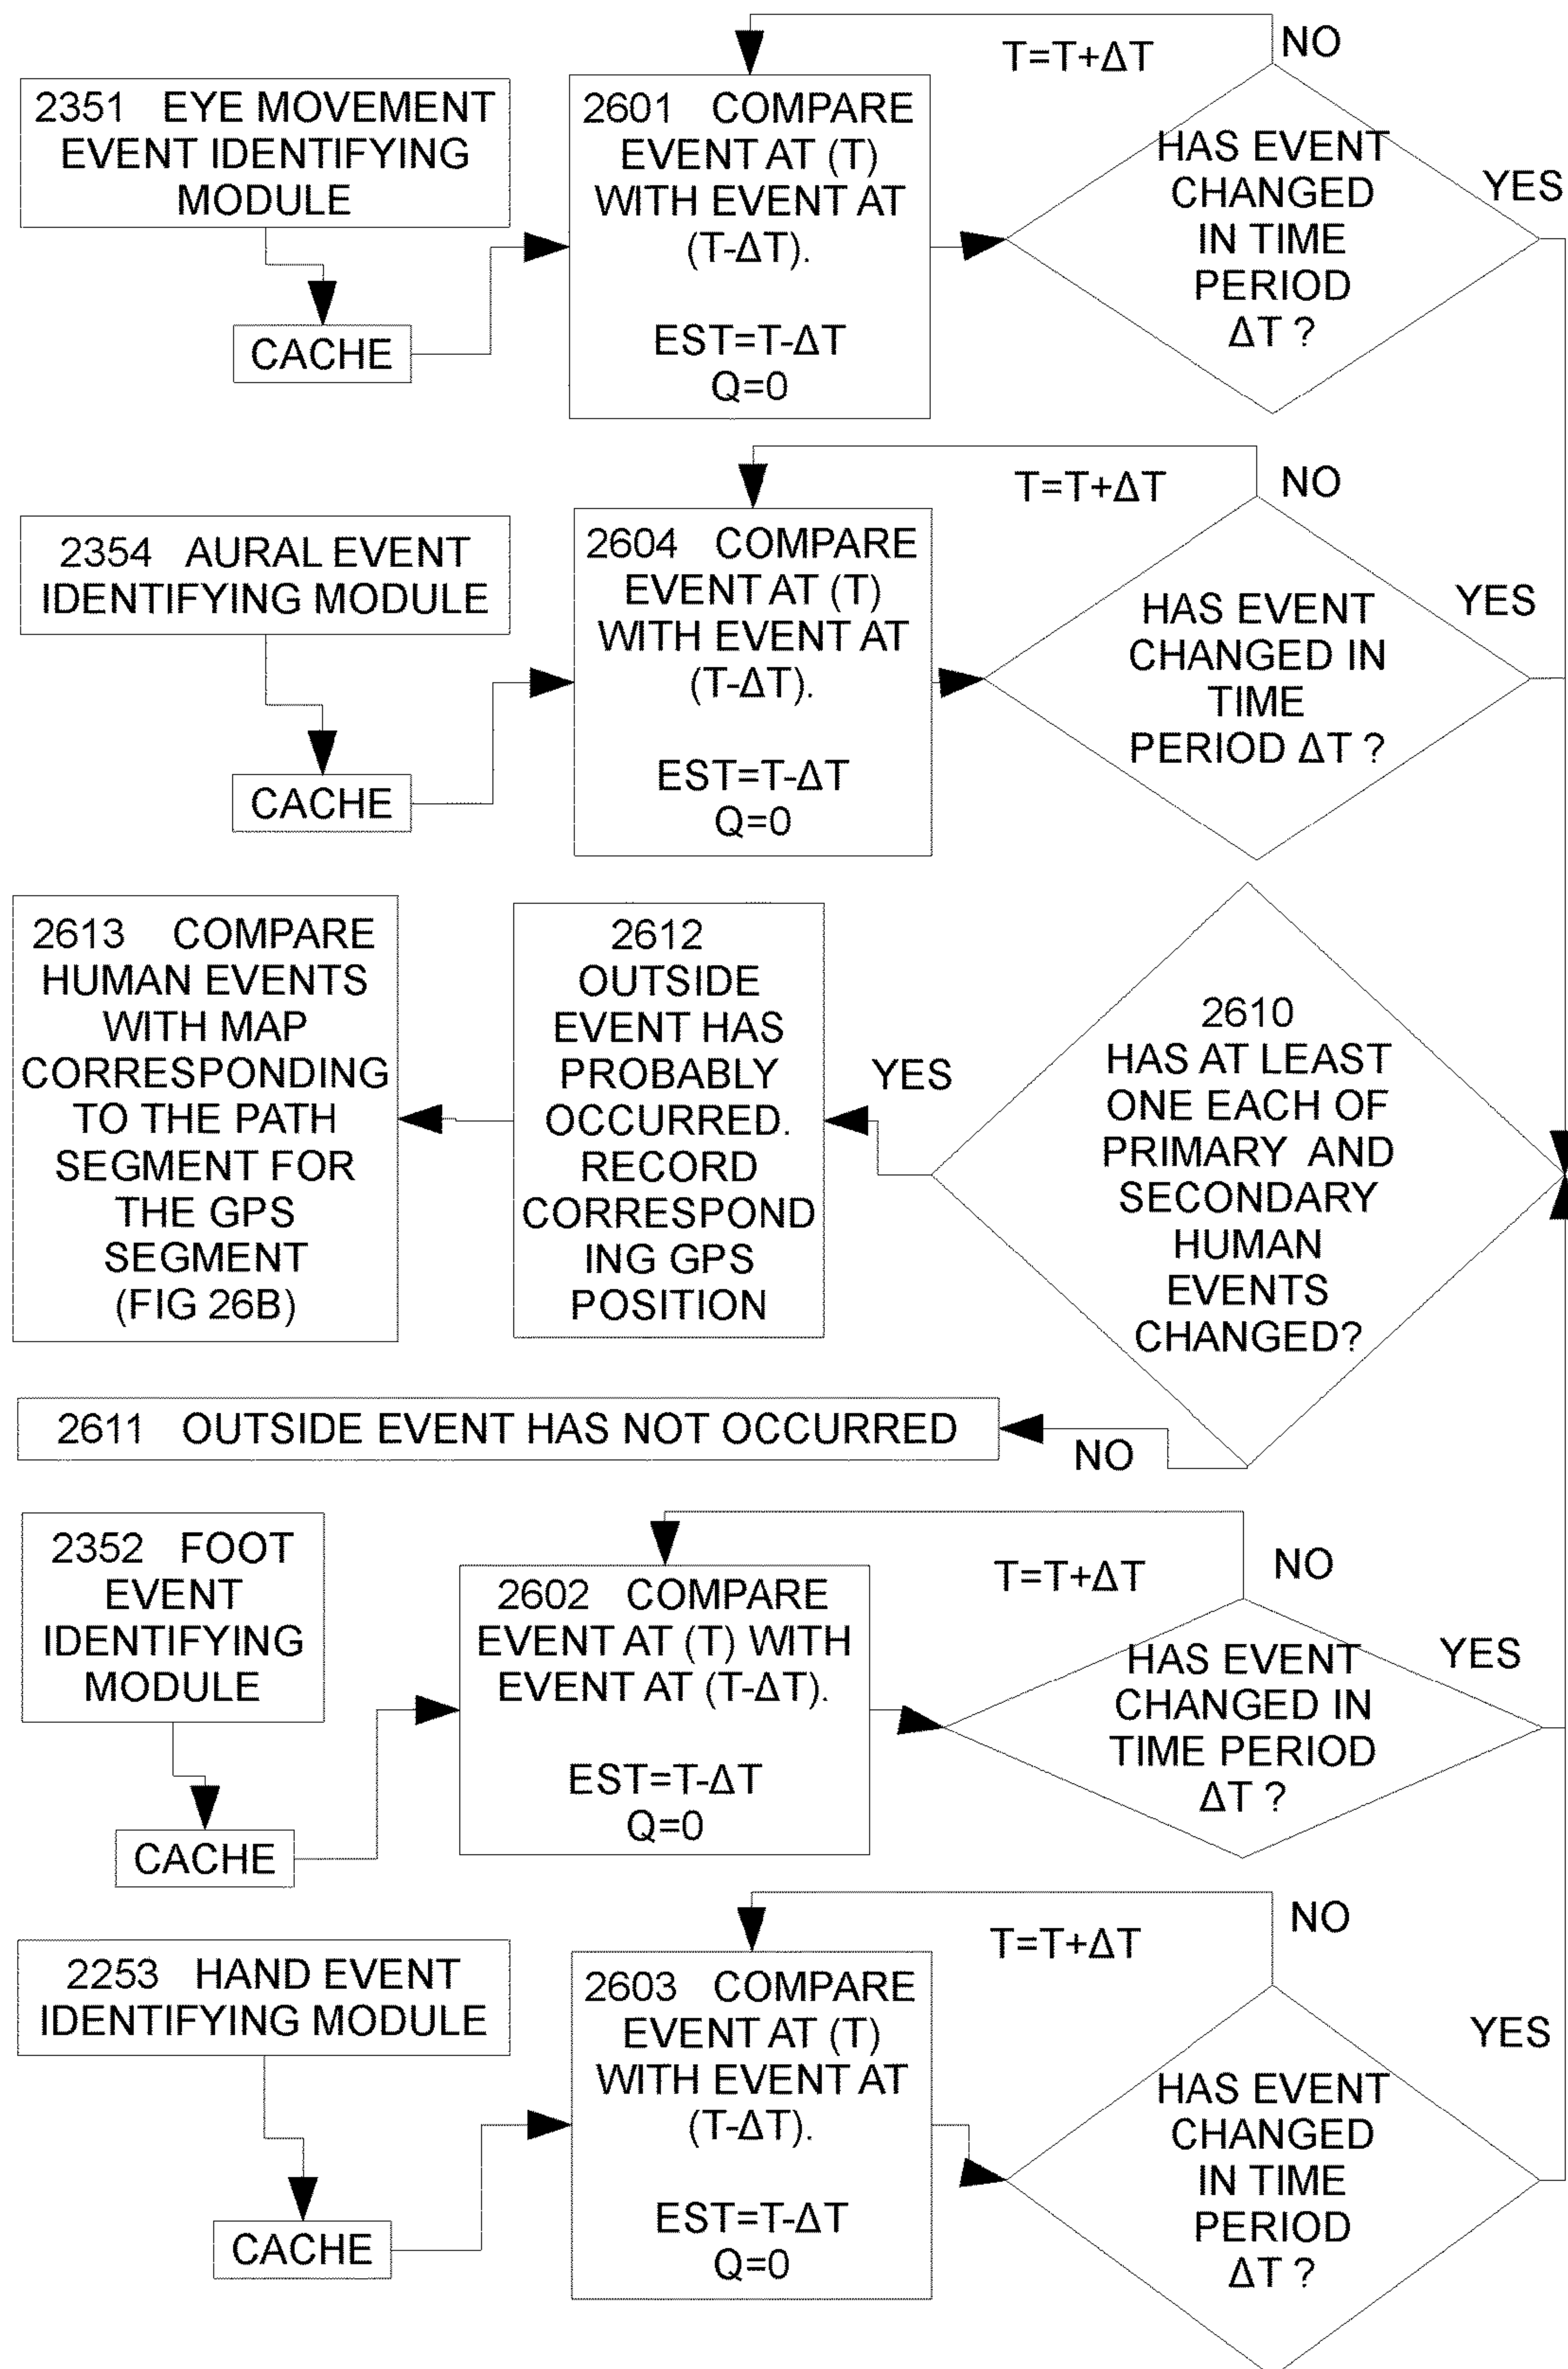 2351 EYE MOVEMENT
EVENT IDENTIFYING
MODULE
CACHE
2601 COMPARE
EVENT AT (T)
WITH EVENT AT
(T-ΔT).
EST=T-ΔT
Q=0
T=T+ΔT
NO
HAS EVENT
CHANGED
IN TIME
PERIOD
ΔT ?
YES
2354 AURAL EVENT
IDENTIFYING MODULE
CACHE
2604 COMPARE
EVENT AT (T)
WITH EVENT AT
(T-ΔT).
EST=T-ΔT
Q=0
T=T+ΔT
NO
HAS EVENT
CHANGED IN
TIME
PERIOD ΔT ?
YES
2613 COMPARE
HUMAN EVENTS
WITH MAP
CORRESPONDING
TO THE PATH
SEGMENT FOR
THE GPS
SEGMENT
(FIG 26B)
2612
OUTSIDE
EVENT HAS
PROBABLY
OCCURRED.
RECORD
CORRESPOND
ING GPS
POSITION
YES
2610
HAS AT LEAST
ONE EACH OF
PRIMARY AND
SECONDARY
HUMAN
EVENTS
CHANGED?
2611 OUTSIDE EVENT HAS NOT OCCURRED
NO
2352 FOOT
EVENT
IDENTIFYING
MODULE
CACHE
2602 COMPARE
EVENT AT (T) WITH
EVENT AT (T-ΔT).
EST=T-ΔT
Q=0
T=T+ΔT
NO
HAS EVENT
CHANGED IN
TIME PERIOD
ΔT ?
YES
2253 HAND EVENT
IDENTIFYING MODULE
CACHE
2603 COMPARE
EVENT AT (T)
WITH EVENT AT
(T-ΔT).
EST=T-ΔT
Q=0
T=T+ΔT
NO
HAS EVENT
CHANGED
IN TIME
PERIOD
ΔT ?
YES